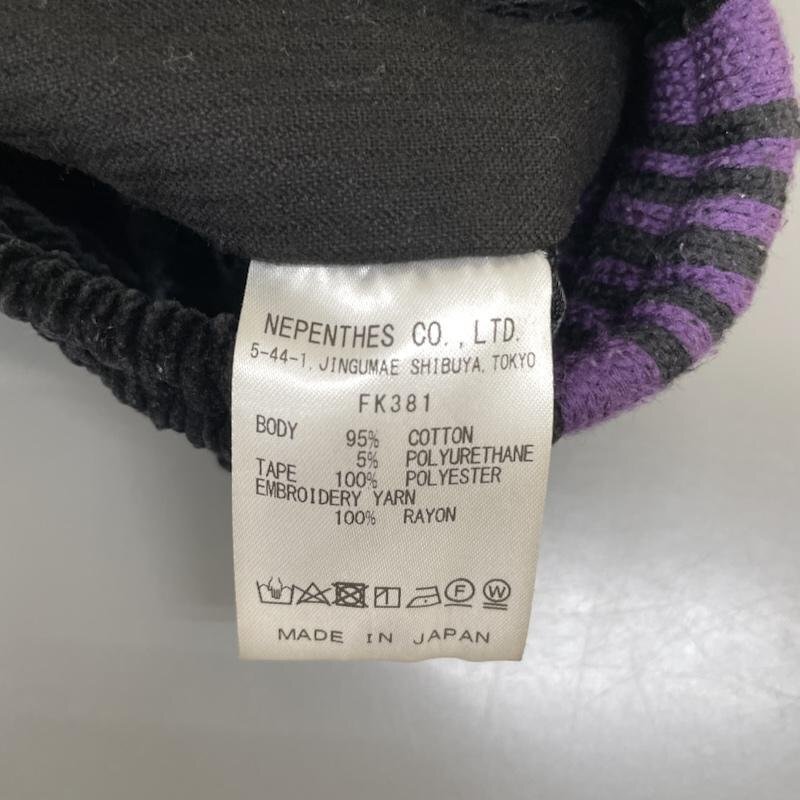 NEPENTHES CO., LTD.
5-44-1, JINGUMAE SHIBUYA, TOKYO
FK381
BODY 95% COTTON
5% POLYURETHANE
TAPE 100% POLYESTER
EMBROIDERY YARN
100% RAYON
F W
MADE IN JAPAN